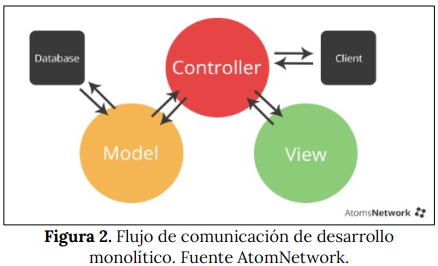 Database
Controller
Client
Model
View
AtomsNetwork
Figura 2. Flujo de comunicación de desarrollo
monolítico. Fuente AtomNetwork.